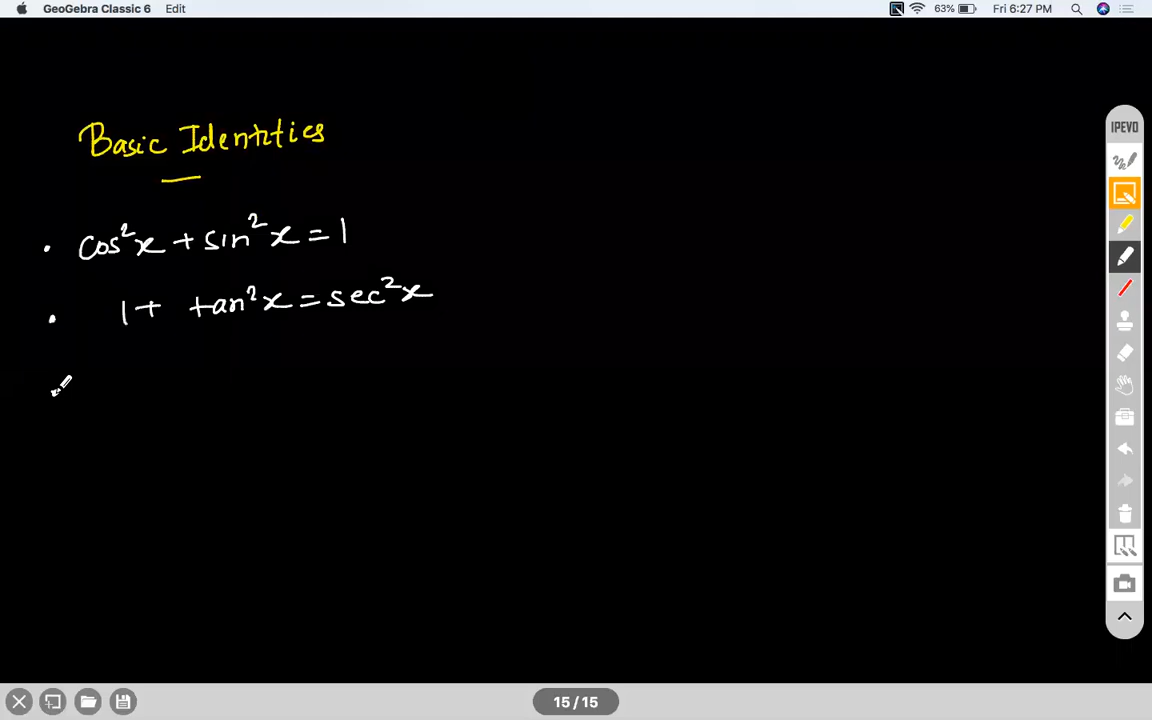 GeoGebra Classic 6 Edit 63% Fri 6:27 PM
IPEVO
Basic Identities
• cos²x + sin²x = 1
• 1 + tan²x = sec²x
15 / 15